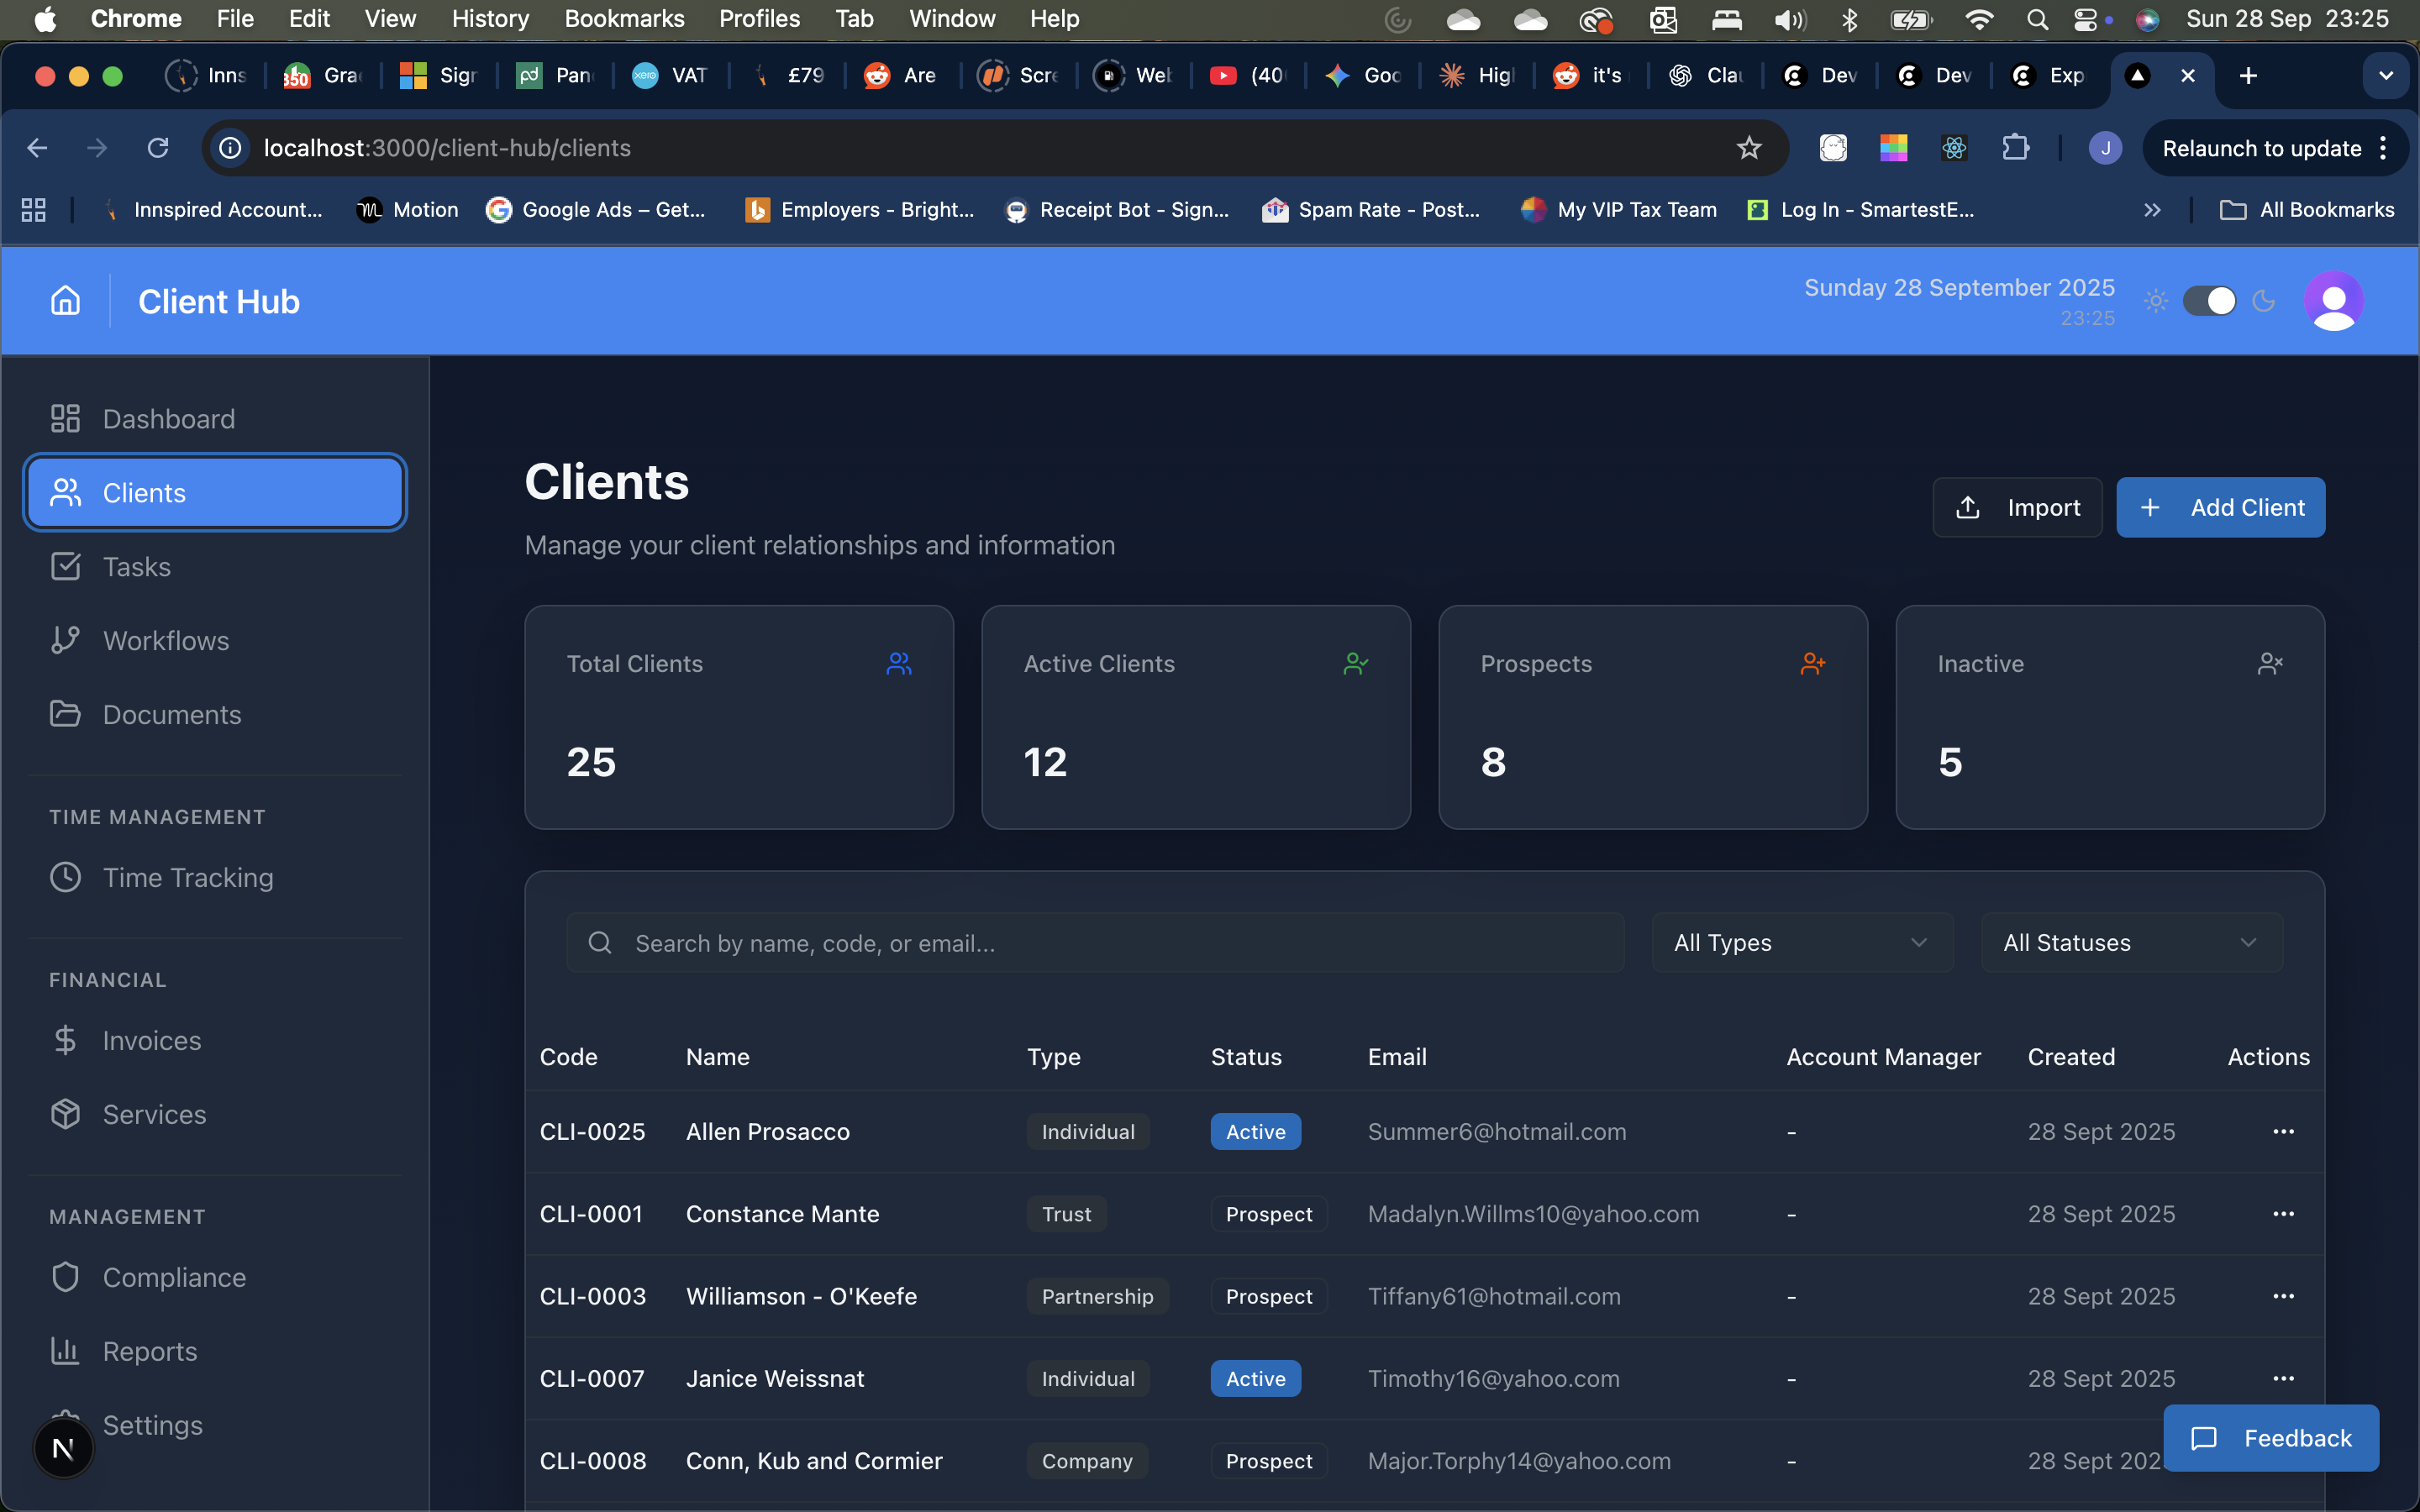 Chrome File Edit View History Bookmarks Profiles Tab Window Help Sun 28 Sep 23:25
Inns Gra Sign Pan VAT £79 Are Scre Web (40 Goo High it's Clau Dev Dev Exp
localhost:3000/client-hub/clients J Relaunch to update
Innspired Account... Motion Google Ads – Get... Employers - Bright... Receipt Bot - Sign... Spam Rate - Post... My VIP Tax Team Log In - SmartestE... All Bookmarks
Client Hub
Sunday 28 September 2025
23:25
Dashboard
Clients
Tasks
Workflows
Documents
TIME MANAGEMENT
Time Tracking
FINANCIAL
Invoices
Services
MANAGEMENT
Compliance
Reports
Settings
N
Clients
Manage your client relationships and information
Import
Add Client
Total Clients
25
Active Clients
12
Prospects
8
Inactive
5
Search by name, code, or email...
All Types
All Statuses
Code Name Type Status Email Account Manager Created Actions
CLI-0025 Allen Prosacco Individual Active Summer6@hotmail.com - 28 Sept 2025 ...
CLI-0001 Constance Mante Trust Prospect Madalyn.Willms10@yahoo.com - 28 Sept 2025 ...
CLI-0003 Williamson - O'Keefe Partnership Prospect Tiffany61@hotmail.com - 28 Sept 2025 ...
CLI-0007 Janice Weissnat Individual Active Timothy16@yahoo.com - 28 Sept 2025 ...
CLI-0008 Conn, Kub and Cormier Company Prospect Major.Torphy14@yahoo.com - 28 Sept 202
Feedback